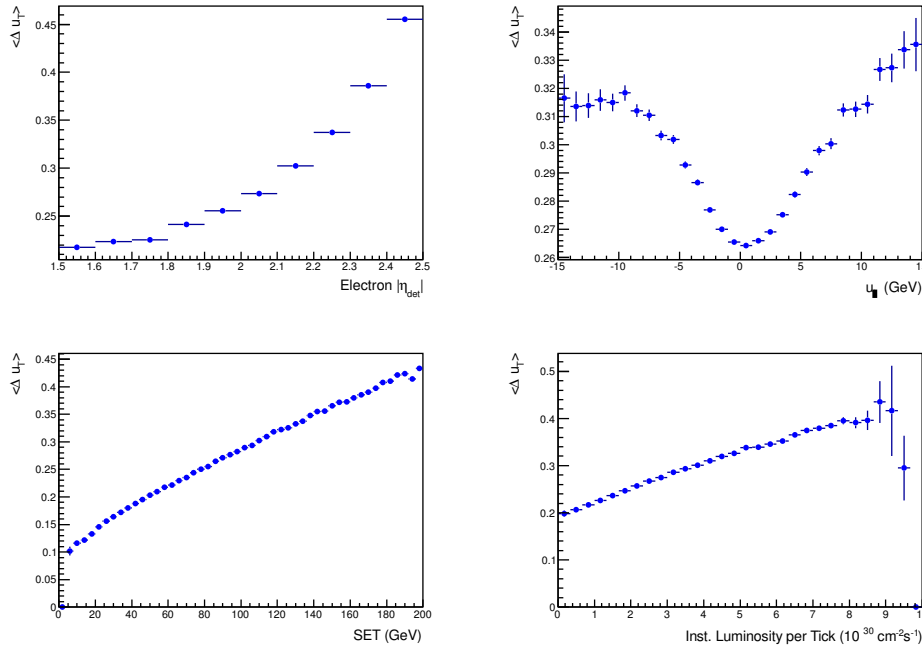 <Δ u_T>
0.45
0.4
0.35
0.3
0.25
1.5 1.6 1.7 1.8 1.9 2 2.1 2.2 2.3 2.4 2.5
Electron |η_det|
<Δ u_T>
0.34
0.33
0.32
0.31
0.3
0.29
0.28
0.27
0.26
-15 -10 -5 0 5 10 1
u (GeV)
<Δ u_T>
0.45
0.4
0.35
0.3
0.25
0.2
0.15
0.1
0.05
0
0 20 40 60 80 100 120 140 160 180 200
SET (GeV)
<Δ u_T>
0.5
0.4
0.3
0.2
0.1
0
0 1 2 3 4 5 6 7 8 9 1
Inst. Luminosity per Tick (10 ³⁰ cm⁻²s⁻¹)